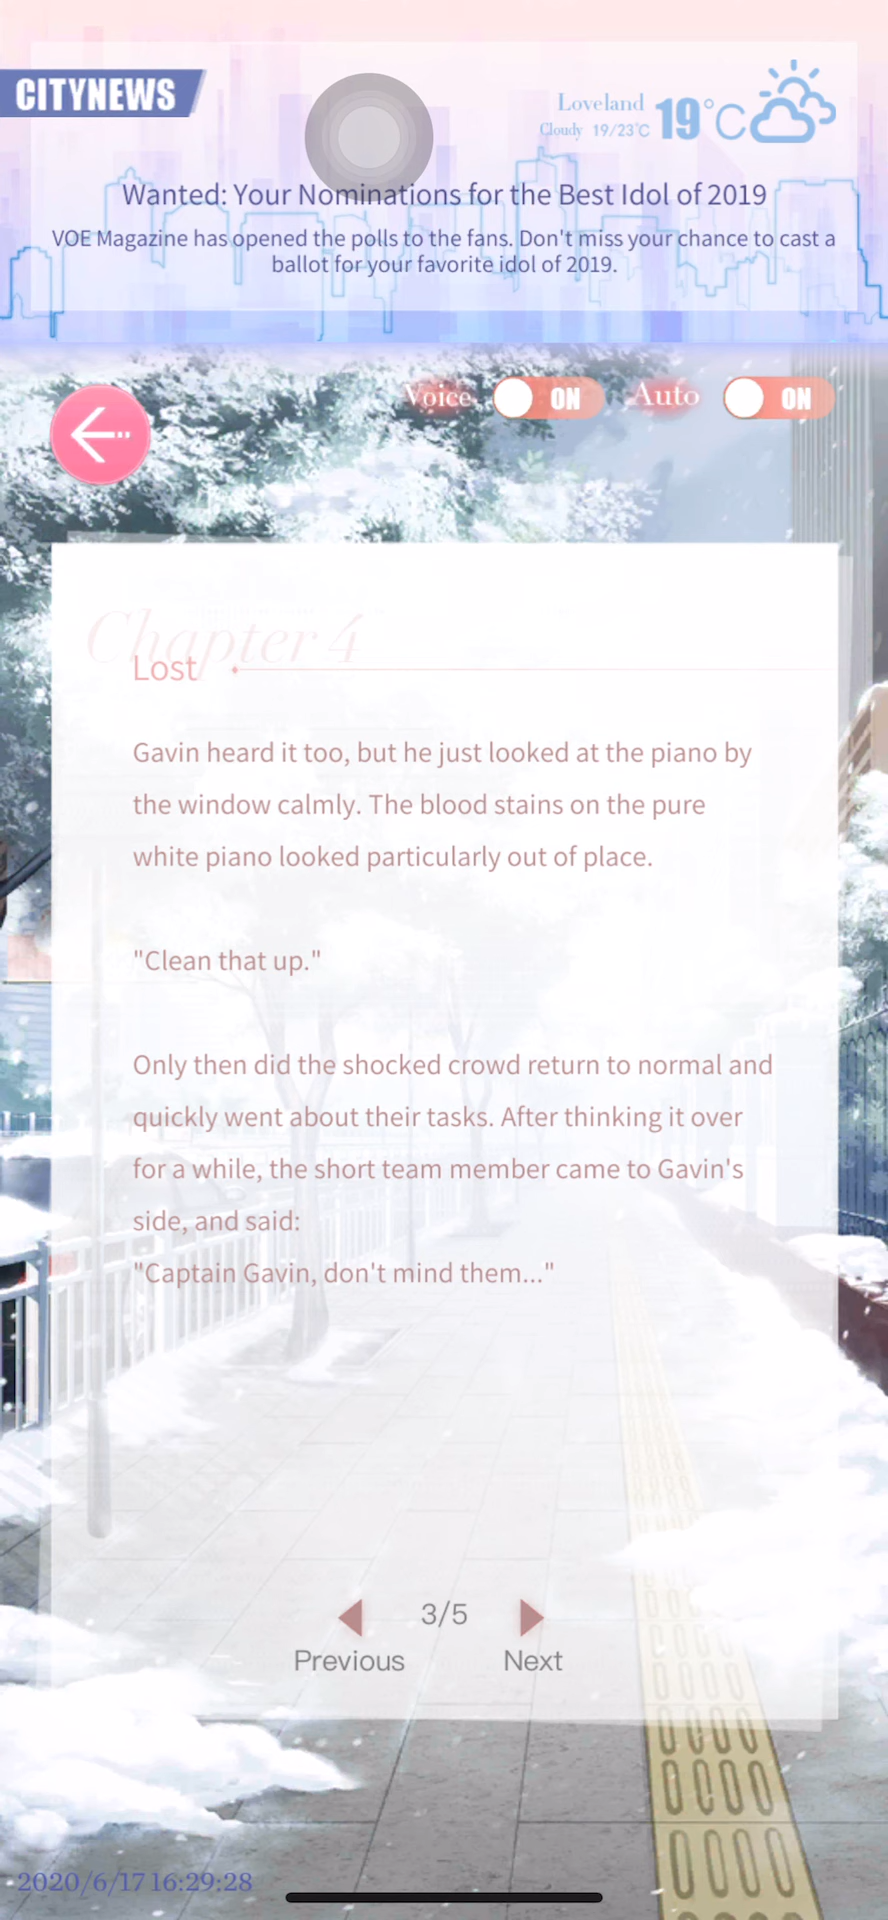 CITYNEWS
Loveland
Cloudy 19/23°C
19°C
Wanted: Your Nominations for the Best Idol of 2019
VOE Magazine has opened the polls to the fans. Don't miss your chance to cast a
ballot for your favorite idol of 2019.
Voice ON Auto ON
Chapter 4
Lost
Gavin heard it too, but he just looked at the piano by
the window calmly. The blood stains on the pure
white piano looked particularly out of place.
"Clean that up."
Only then did the shocked crowd return to normal and
quickly went about their tasks. After thinking it over
for a while, the short team member came to Gavin's
side, and said:
"Captain Gavin, don't mind them..."
3/5
Previous Next
2020/6/17 16:29:28